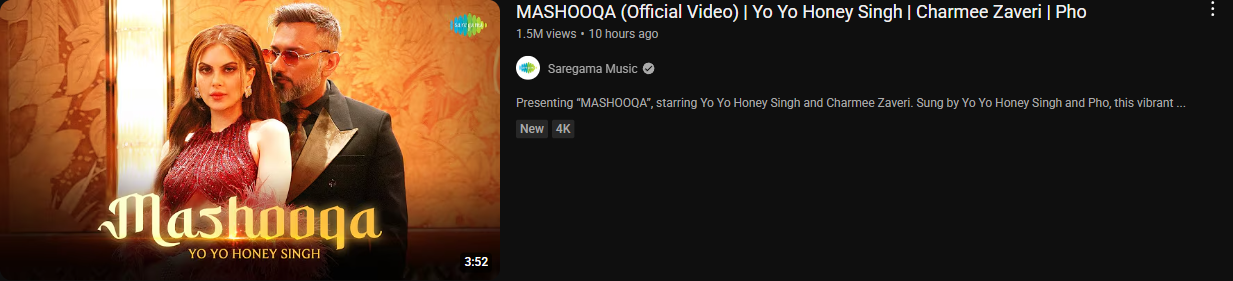 saregama
Mashooqa
YO YO HONEY SINGH
3:52
MASHOOQA (Official Video) | Yo Yo Honey Singh | Charmee Zaveri | Pho
1.5M views • 10 hours ago
Saregama Music
Presenting “MASHOOQA”, starring Yo Yo Honey Singh and Charmee Zaveri. Sung by Yo Yo Honey Singh and Pho, this vibrant ...
New 4K